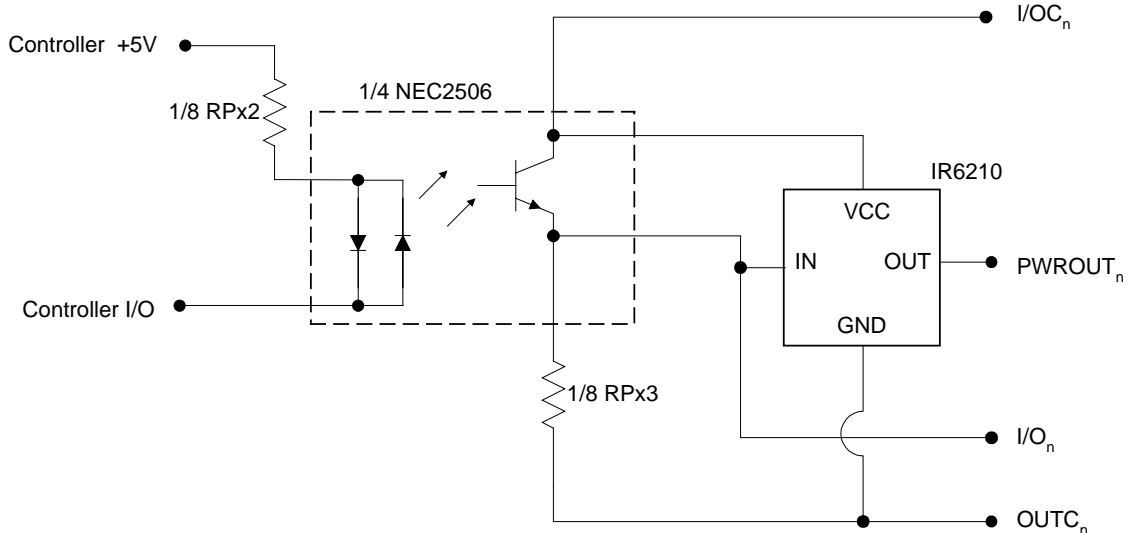 I/OCₙ
Controller +5V
1/4 NEC2506
1/8 RPx2
IR6210
VCC
IN
OUT
PWROUTₙ
Controller I/O
GND
1/8 RPx3
I/Oₙ
OUTCₙ